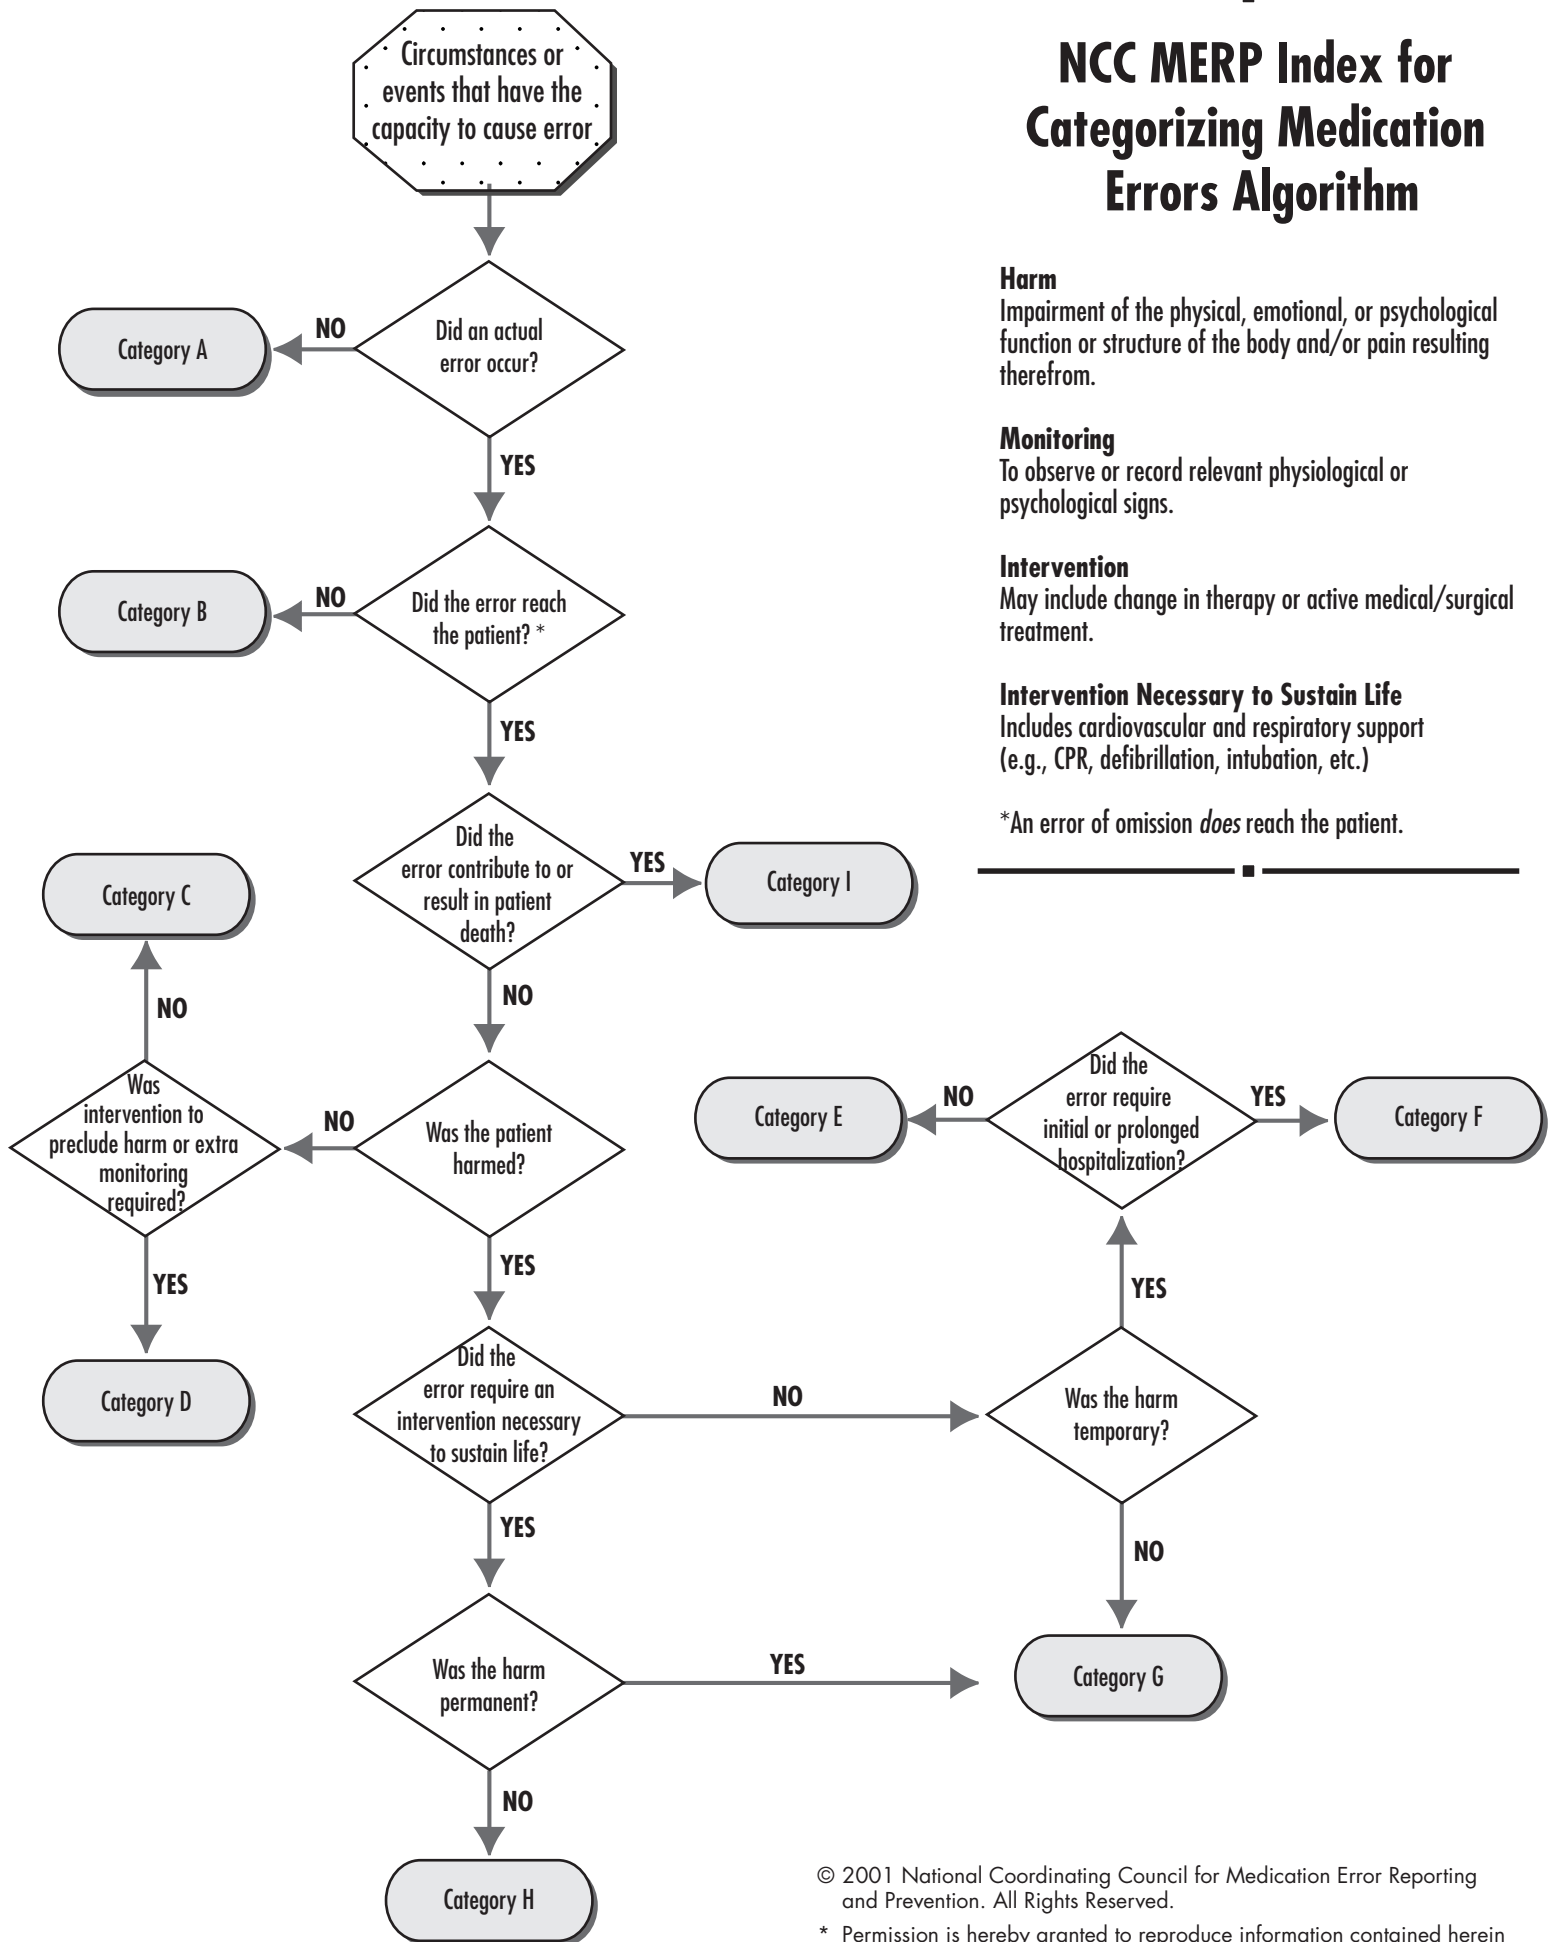 NCC MERP Index for
Categorizing Medication
Errors Algorithm
Circumstances or
events that have the
capacity to cause error
Harm
Impairment of the physical, emotional, or psychological
function or structure of the body and/or pain resulting
therefrom.
Monitoring
To observe or record relevant physiological or
psychological signs.
Intervention
May include change in therapy or active medical/surgical
treatment.
Intervention Necessary to Sustain Life
Includes cardiovascular and respiratory support
(e.g., CPR, defibrillation, intubation, etc.)
*An error of omission does reach the patient.
Did an actual
error occur?
NO
Category A
YES
Did the error reach
the patient? *
NO
Category B
YES
Did the
error contribute to or
result in patient
death?
YES
Category I
NO
Was the patient
harmed?
NO
Was
intervention to
preclude harm or extra
monitoring
required?
NO
Category C
YES
Category D
YES
Did the
error require an
intervention necessary
to sustain life?
NO
Was the harm
temporary?
YES
Did the
error require
initial or prolonged
hospitalization?
NO
Category E
YES
Category F
NO
Category G
YES
Was the harm
permanent?
YES
NO
Category H
© 2001 National Coordinating Council for Medication Error Reporting
and Prevention. All Rights Reserved.
* Permission is hereby granted to reproduce information contained herein